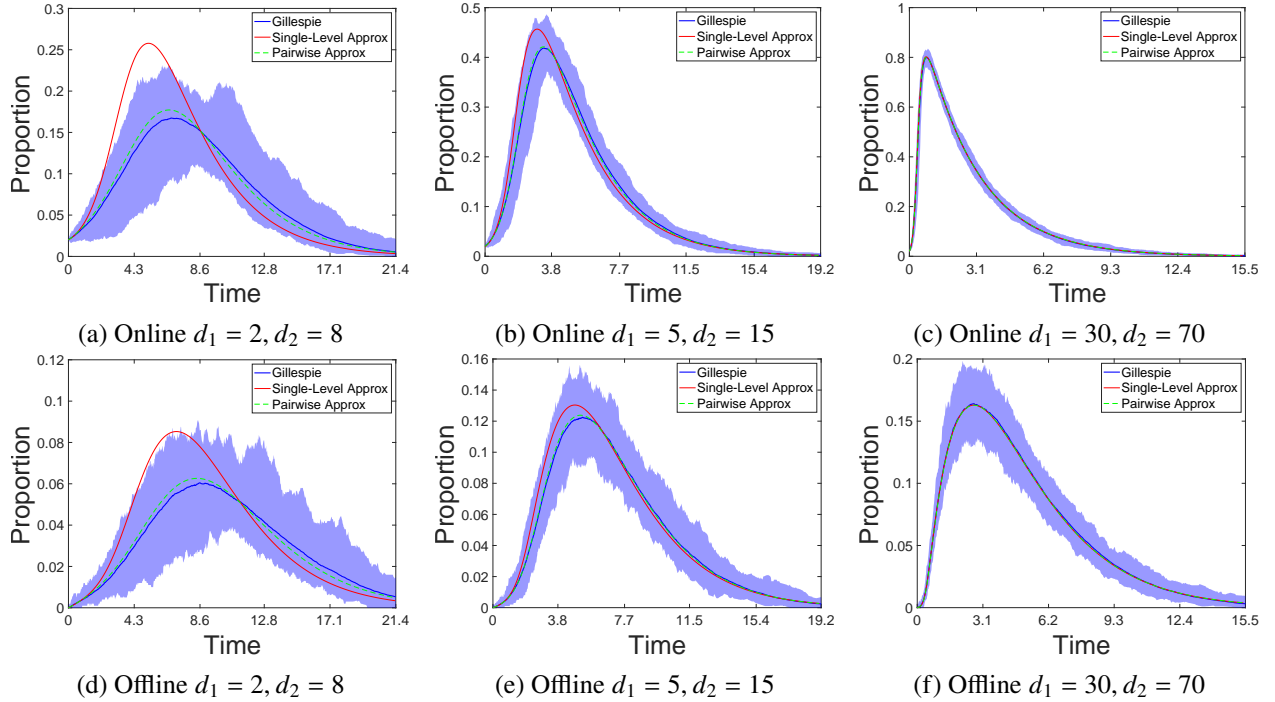 0.3
0.25
0.2
0.15
0.1
0.05
0
Proportion
0 4.3 8.6 12.8 17.1 21.4
Time
Gillespie
Single-Level Approx
Pairwise Approx
(a) Online d₁ = 2, d₂ = 8
0.5
0.4
0.3
0.2
0.1
0
Proportion
0 3.8 7.7 11.5 15.4 19.2
Time
Gillespie
Single-Level Approx
Pairwise Approx
(b) Online d₁ = 5, d₂ = 15
1
0.8
0.6
0.4
0.2
0
Proportion
0 3.1 6.2 9.3 12.4 15.5
Time
Gillespie
Single-Level Approx
Pairwise Approx
(c) Online d₁ = 30, d₂ = 70
0.12
0.1
0.08
0.06
0.04
0.02
0
Proportion
0 4.3 8.6 12.8 17.1 21.4
Time
Gillespie
Single-Level Approx
Pairwise Approx
(d) Offline d₁ = 2, d₂ = 8
0.16
0.14
0.12
0.1
0.08
0.06
0.04
0.02
0
Proportion
0 3.8 7.7 11.5 15.4 19.2
Time
Gillespie
Single-Level Approx
Pairwise Approx
(e) Offline d₁ = 5, d₂ = 15
0.2
0.15
0.1
0.05
0
Proportion
0 3.1 6.2 9.3 12.4 15.5
Time
Gillespie
Single-Level Approx
Pairwise Approx
(f) Offline d₁ = 30, d₂ = 70